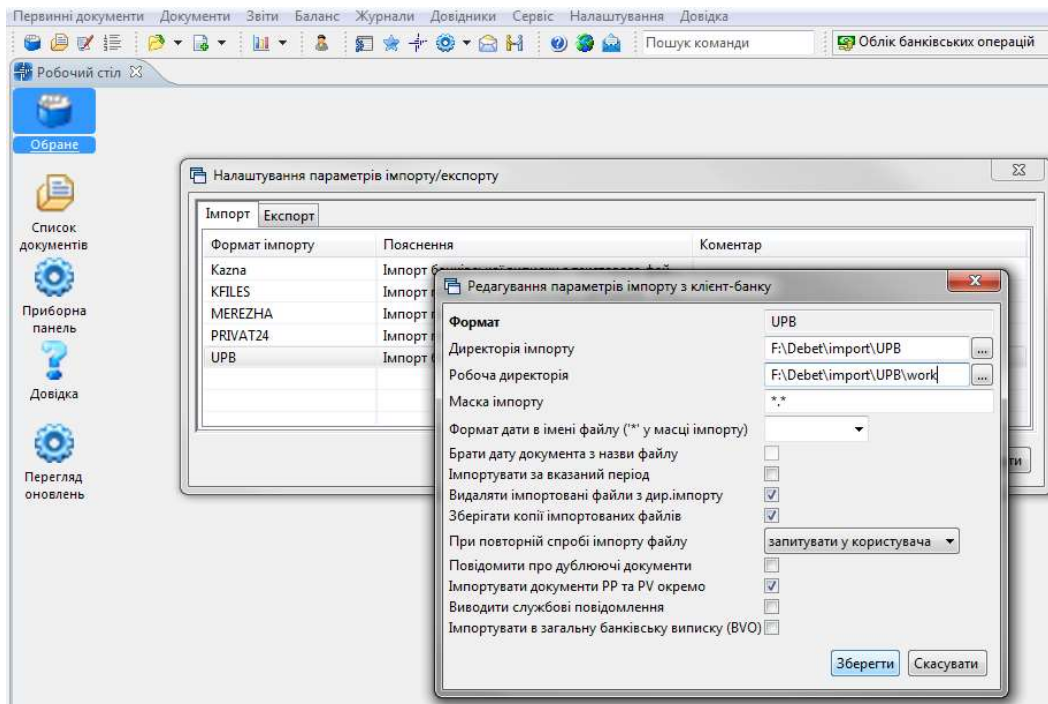 Первинні документи Документи Звіти Баланс Журнали Довідники Сервіс Налаштування Довідка
Пошук команди Облік банківських операцій
Робочий стіл
Обране
Список
документів
Приборна
панель
Довідка
Перегляд
оновлень
Налаштування параметрів імпорту/експорту
Імпорт Експорт
Формат імпорту Пояснення Коментар
Kazna Імпорт
KFILES Імпорт
MEREZHA Імпорт
PRIVAT24 Імпорт
UPB Імпорт
Редагування параметрів імпорту з клієнт-банку
Формат UPB
Директорія імпорту F:\Debet\import\UPB ...
Робоча директорія F:\Debet\import\UPB\work ...
Маска імпорту *.*
Формат дати в імені файлу ('*' у масці імпорту)
Брати дату документа з назви файлу
Імпортувати за вказаний період
Видаляти імпортовані файли з дир.імпорту
Зберігати копії імпортованих файлів
При повторній спробі імпорту файлу запитувати у користувача
Повідомити про дублюючі документи
Імпортувати документи PP та PV окремо
Виводити службові повідомлення
Імпортувати в загальну банківську виписку (BVO)
Зберегти Скасувати